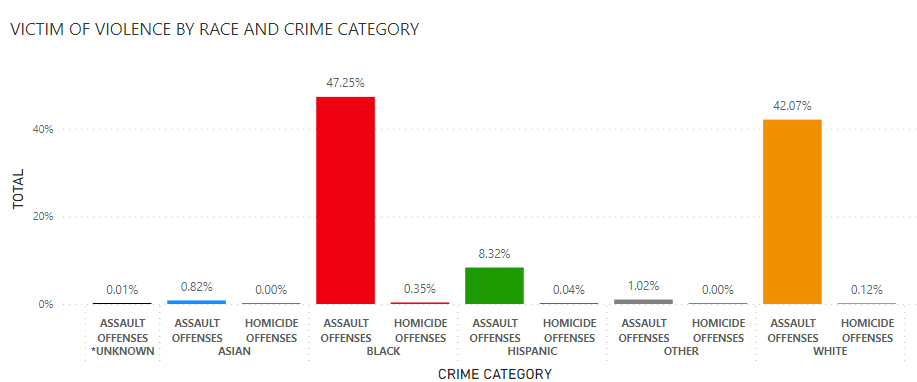 VICTIM OF VIOLENCE BY RACE AND CRIME CATEGORY
47.25%
42.07%
40%
TOTAL
20%
8.32%
0.01% 0.82% 0.00% 0.35% 0.04% 1.02% 0.00% 0.12%
0%
ASSAULT ASSAULT HOMICIDE ASSAULT HOMICIDE ASSAULT HOMICIDE ASSAULT HOMICIDE ASSAULT HOMICIDE
OFFENSES OFFENSES OFFENSES OFFENSES OFFENSES OFFENSES OFFENSES OFFENSES OFFENSES OFFENSES OFFENSES
*UNKNOWN ASIAN BLACK HISPANIC OTHER WHITE
CRIME CATEGORY